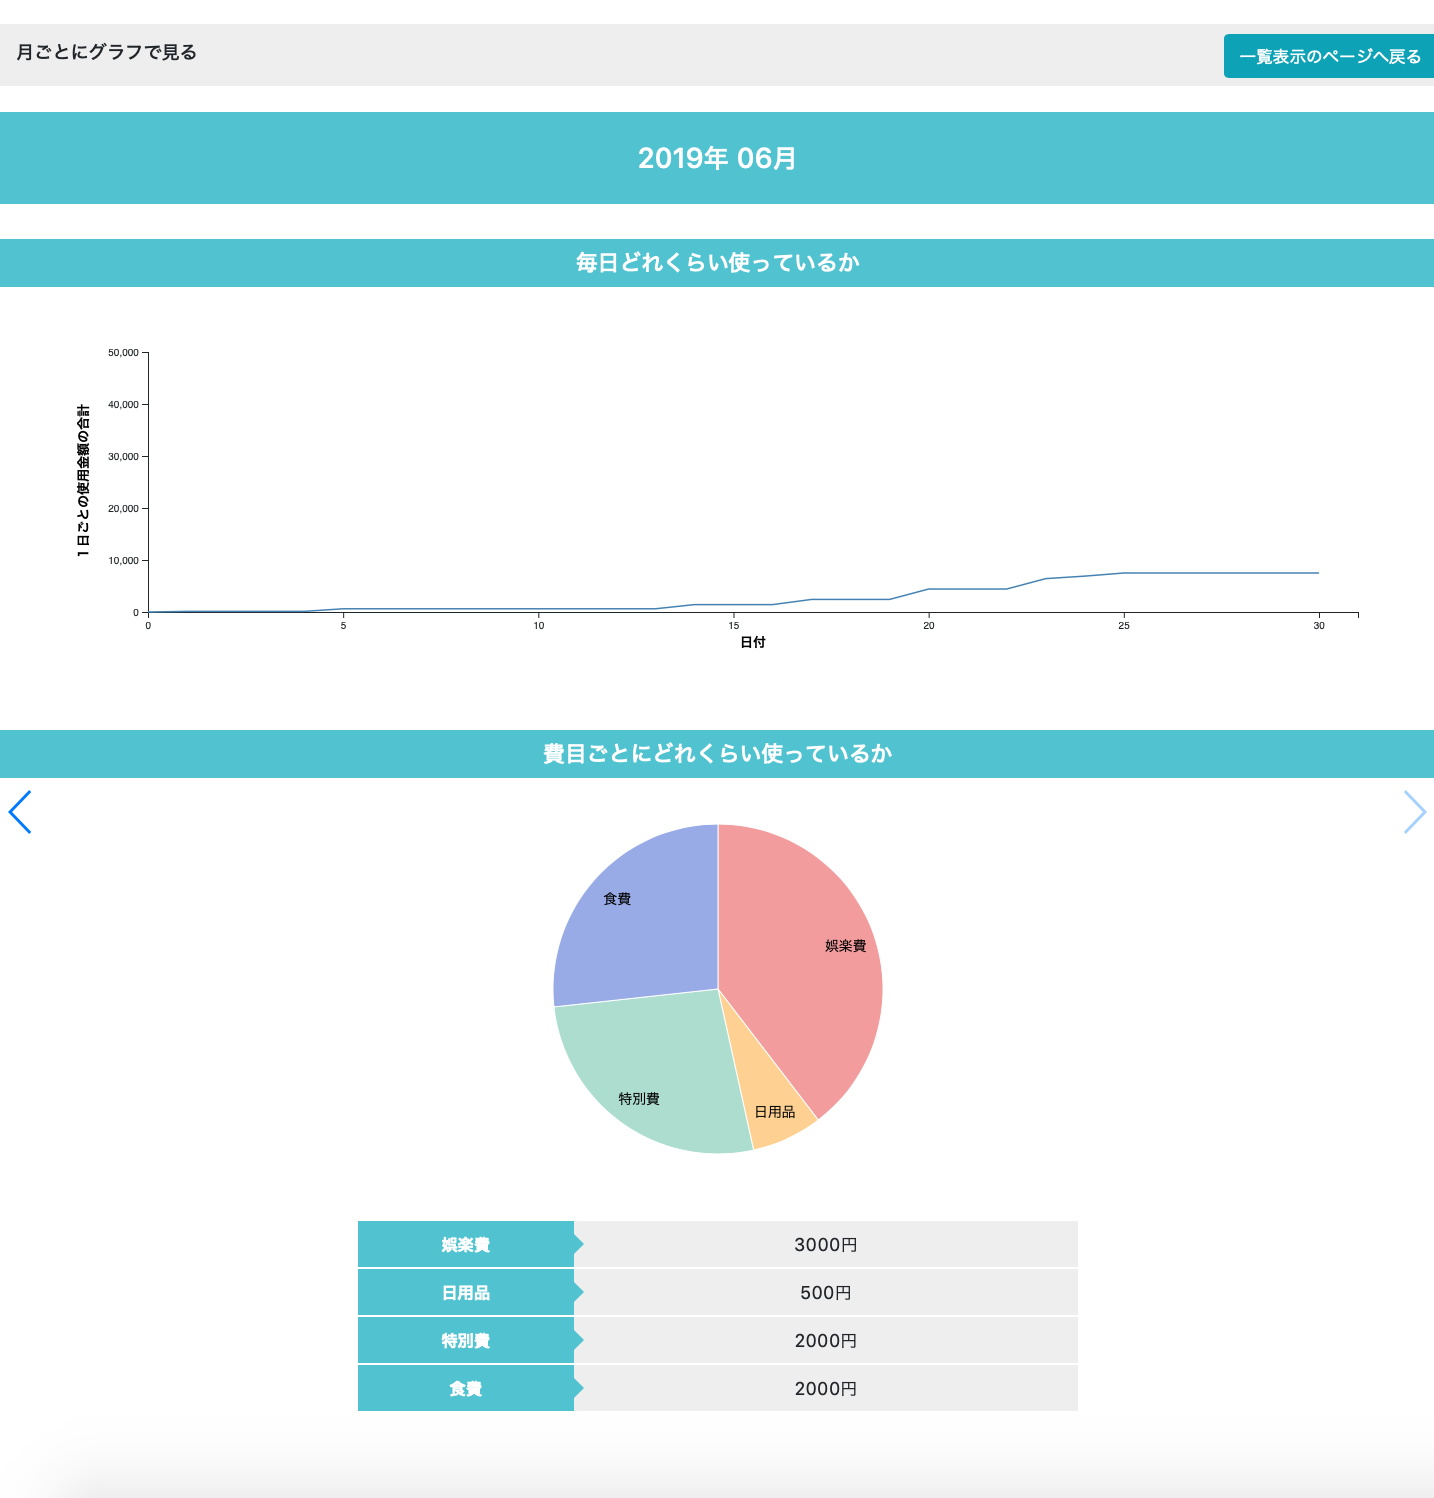 月ごとにグラフで見る
一覧表示のページへ戻る
2019年 06月
毎日どれくらい使っているか
50,000
40,000
30,000
20,000
10,000
0
1日ごとの使用金額の合計
0 5 10 15 20 25 30
日付
費目ごとにどれくらい使っているか
食費
娯楽費
特別費
日用品
娯楽費 3000円
日用品 500円
特別費 2000円
食費 2000円